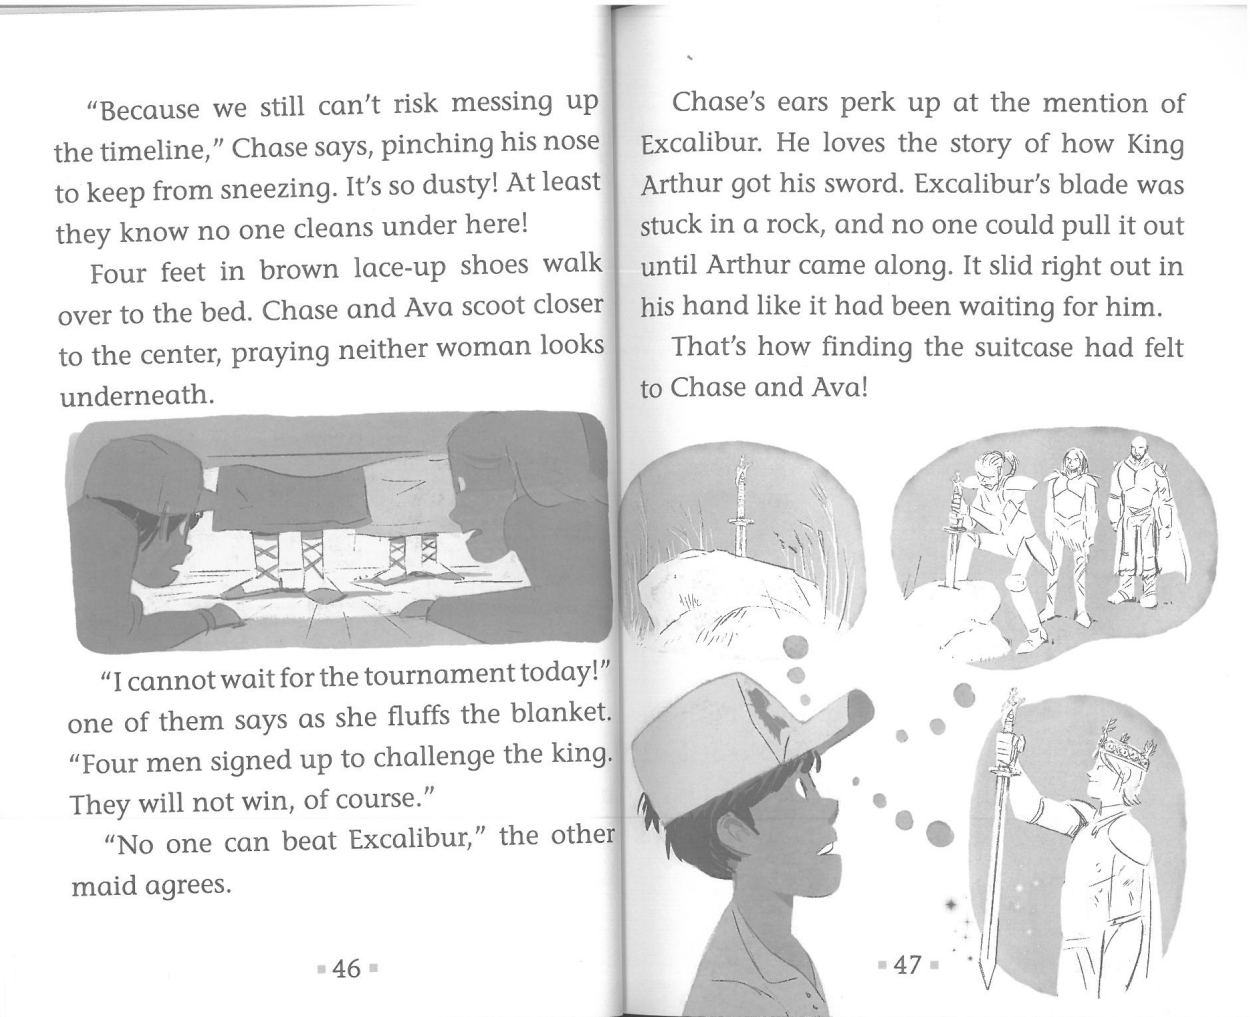 “Because we still can’t risk messing up
the timeline,” Chase says, pinching his nose
to keep from sneezing. It’s so dusty! At least
they know no one cleans under here!
Four feet in brown lace-up shoes walk
over to the bed. Chase and Ava scoot closer
to the center, praying neither woman looks
underneath.
“I cannot wait for the tournament today!”
one of them says as she fluffs the blanket.
“Four men signed up to challenge the king.
They will not win, of course.”
“No one can beat Excalibur,” the other
maid agrees.
46
Chase’s ears perk up at the mention of
Excalibur. He loves the story of how King
Arthur got his sword. Excalibur’s blade was
stuck in a rock, and no one could pull it out
until Arthur came along. It slid right out in
his hand like it had been waiting for him.
That’s how finding the suitcase had felt
to Chase and Ava!
47